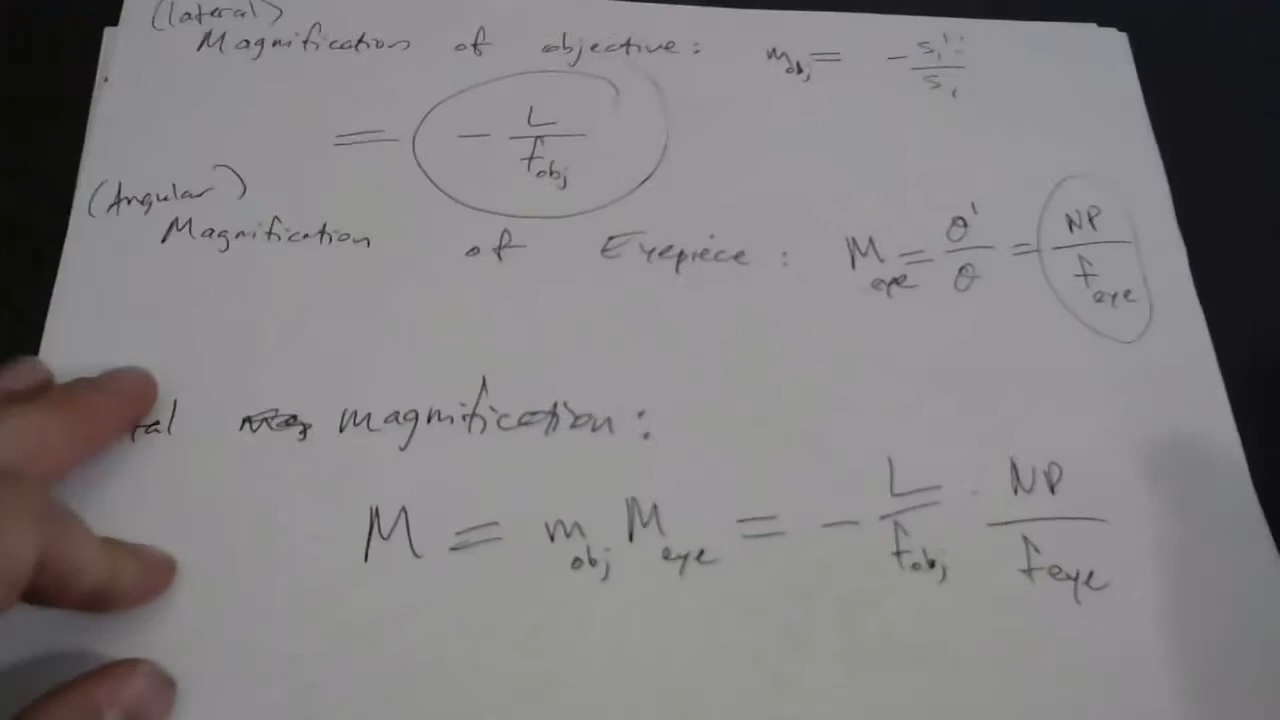 (lateral)
Magnification of objective: m_obj = - s₁' / s₁
= - L / f_obj
(Angular)
Magnification of Eyepiece: M_eye = θ' / θ = NP / f_eye
magnification:
M = m_obj M_eye = - L / f_obj · NP / f_eye